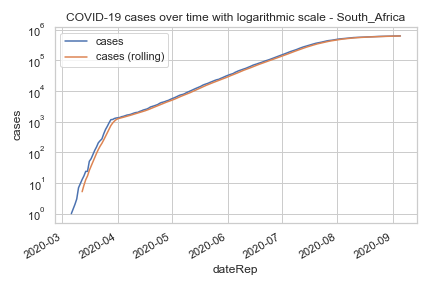 COVID-19 cases over time with logarithmic scale - South_Africa
cases
cases (rolling)
10^6
10^5
10^4
10^3
10^2
10^1
10^0
cases
2020-03
2020-04
2020-05
2020-06
2020-07
2020-08
2020-09
dateRep